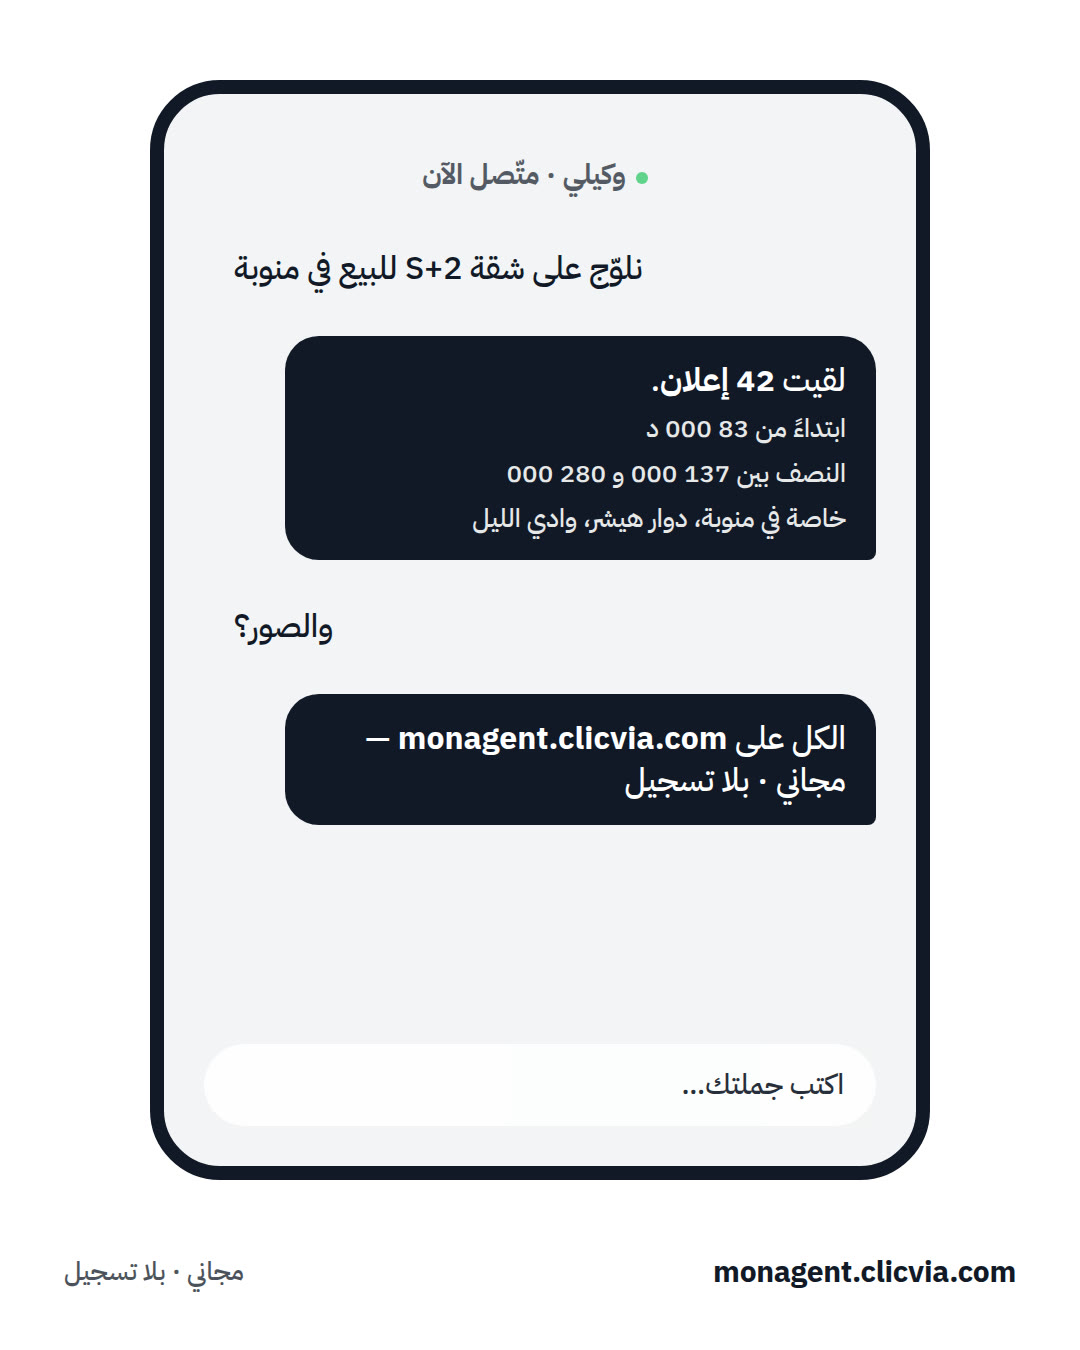 وكيلي · متّصل الآن
نلوّج على شقة S+2 للبيع في منوبة
لقيت 42 إعلان.
ابتداءً من 83 000 د
النصف بين 137 000 و 280 000
خاصة في منوبة، دوار هيشر، وادي الليل
والصور؟
الكل على monagent.clicvia.com —
مجاني · بلا تسجيل
اكتب جملتك...
monagent.clicvia.com
مجاني · بلا تسجيل